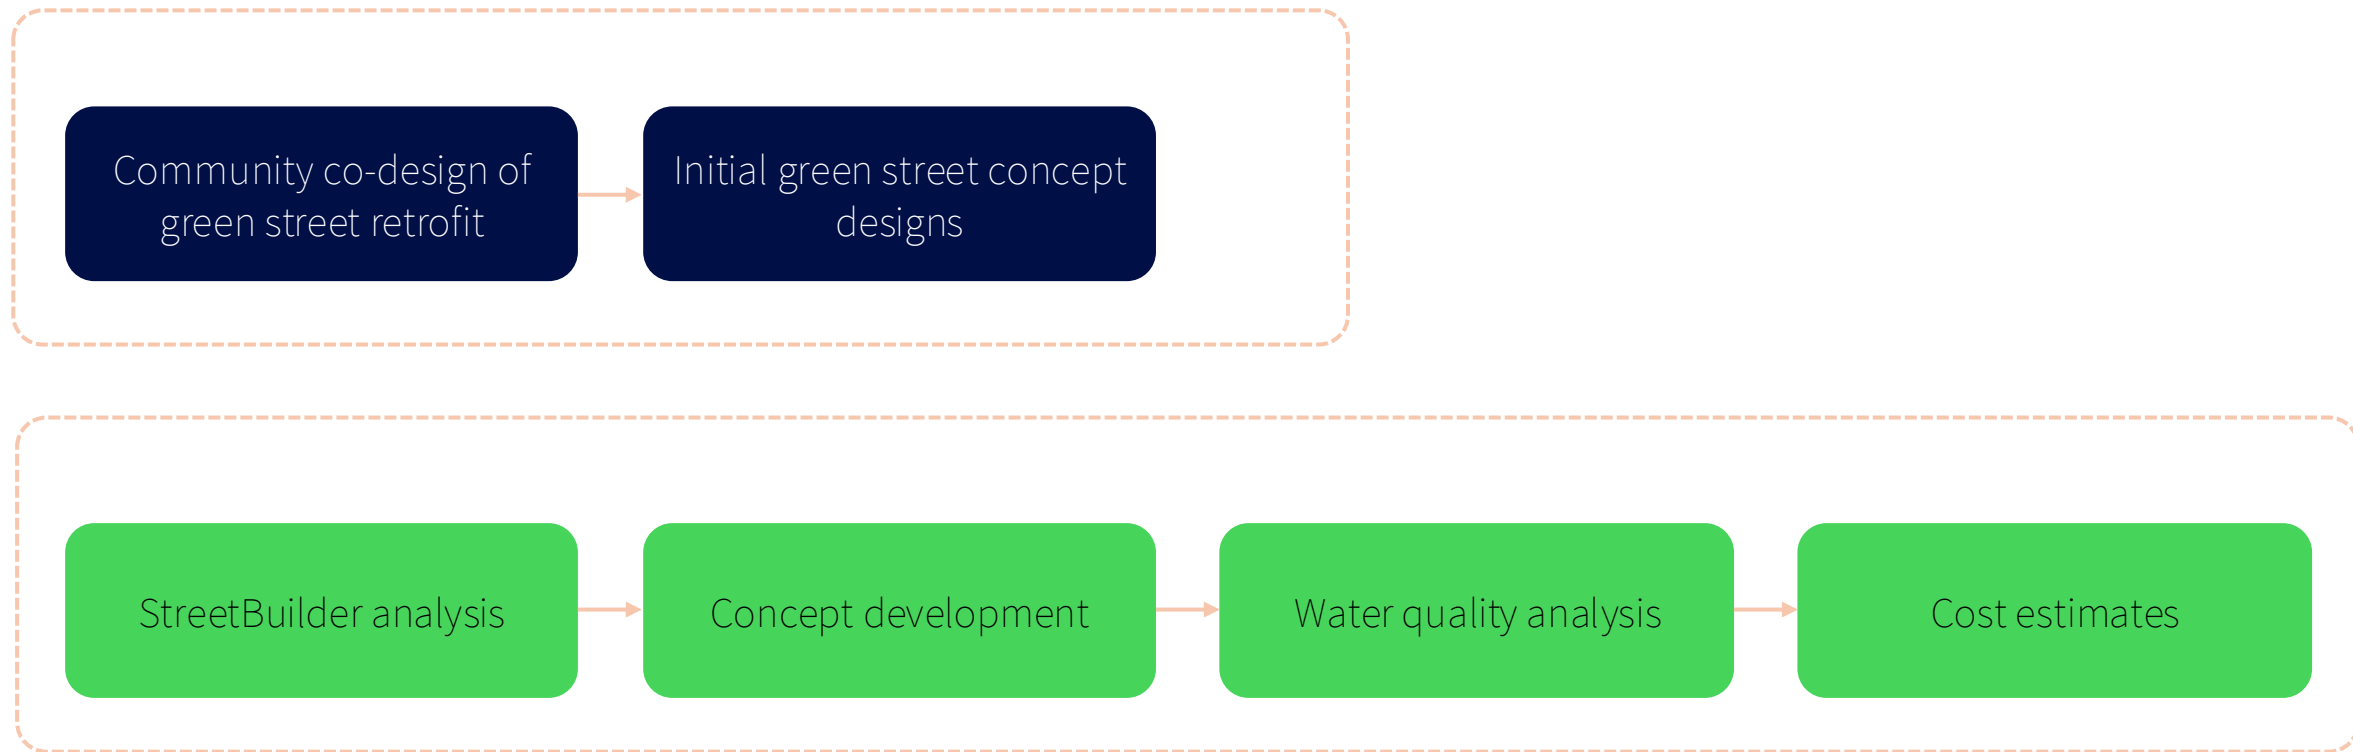 Community co-design of
green street retrofit
Initial green street concept
designs
StreetBuilder analysis
Concept development
Water quality analysis
Cost estimates